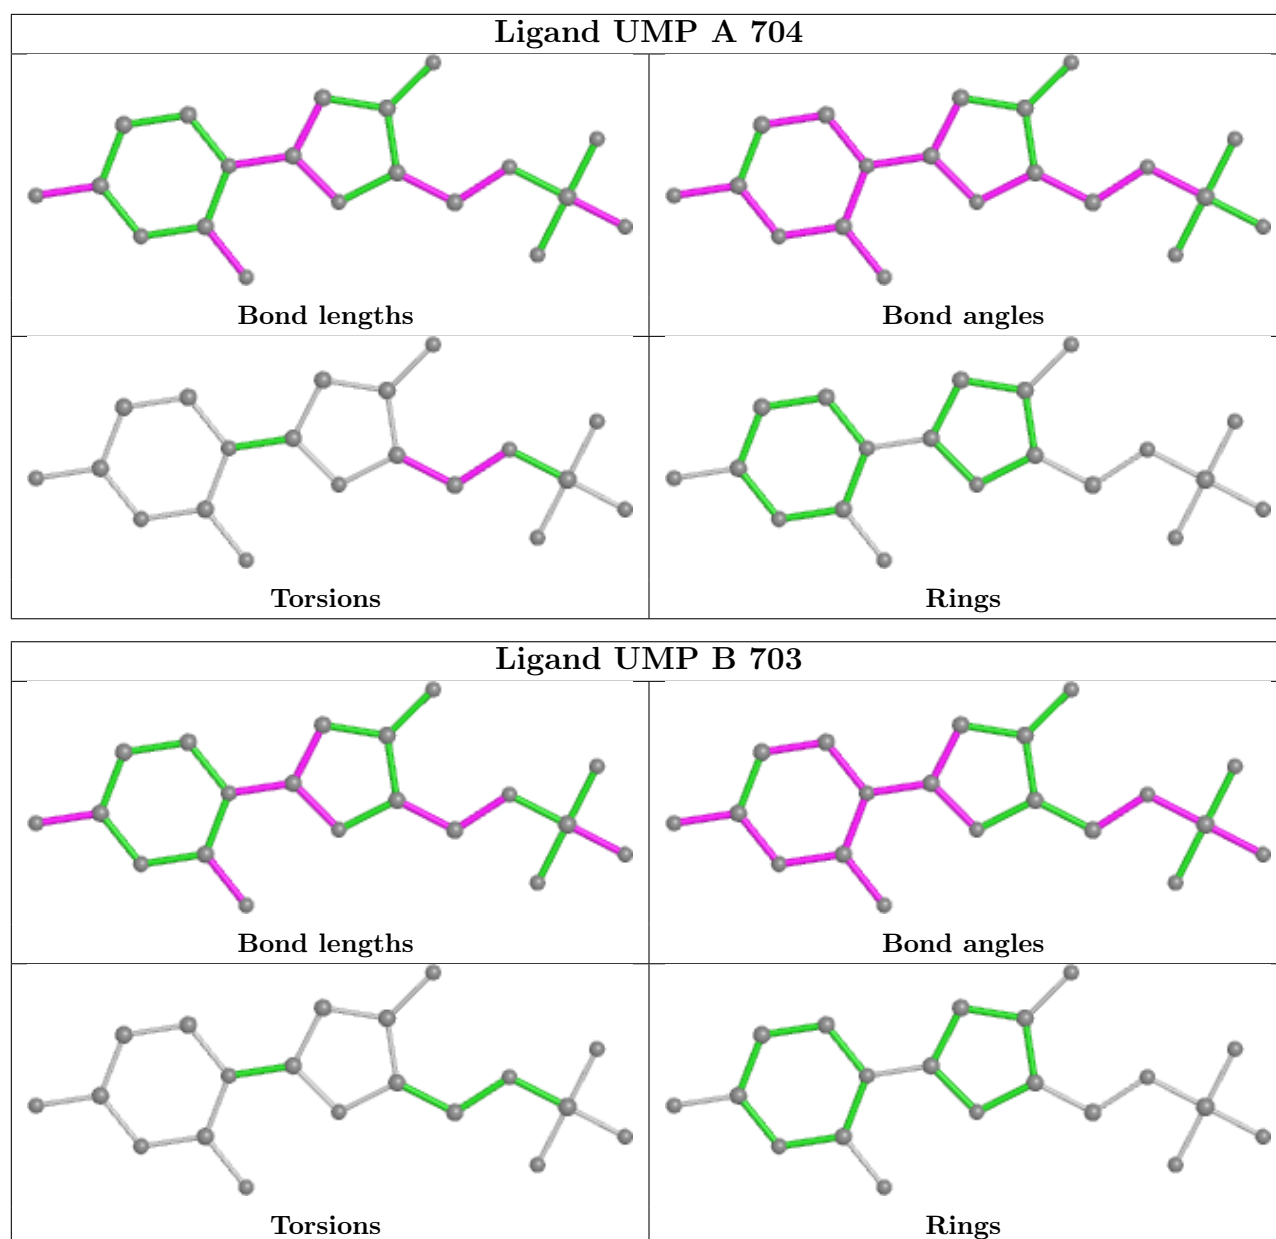 Ligand UMP A 704
Bond lengths
Bond angles
Torsions
Rings
Ligand UMP B 703
Bond lengths
Bond angles
Torsions
Rings